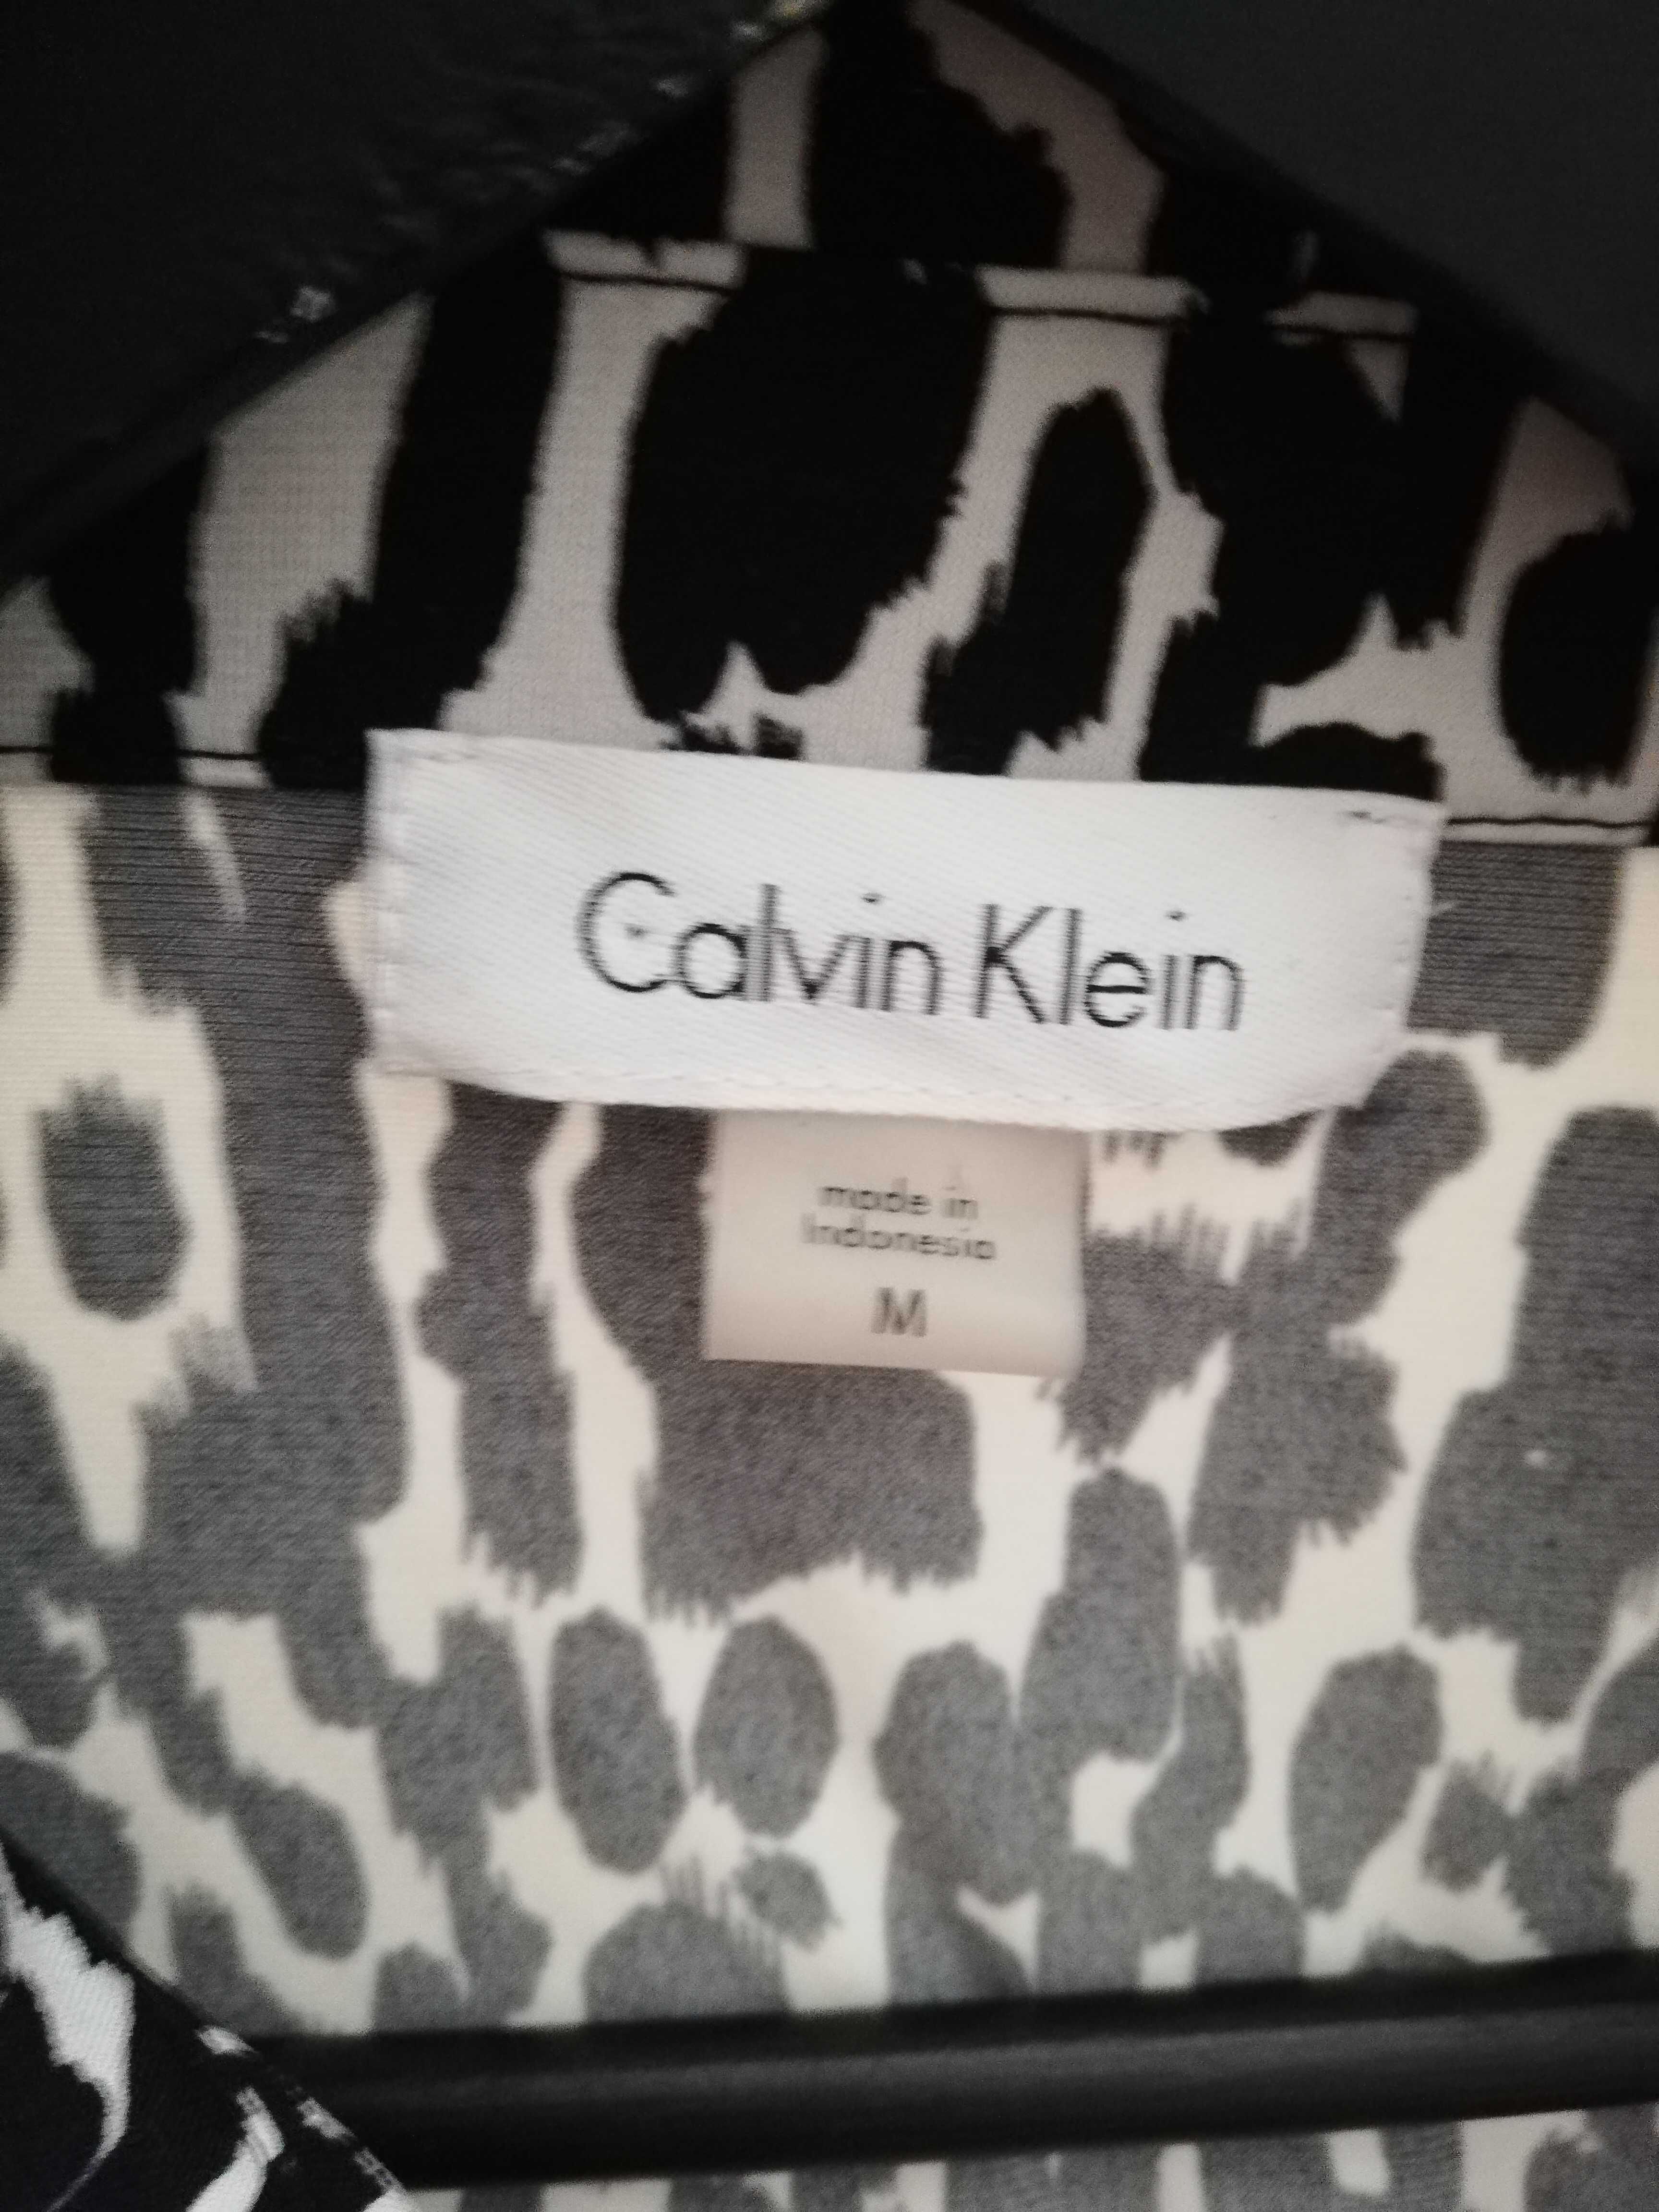 Calvin Klein
made in
Indonesia
M